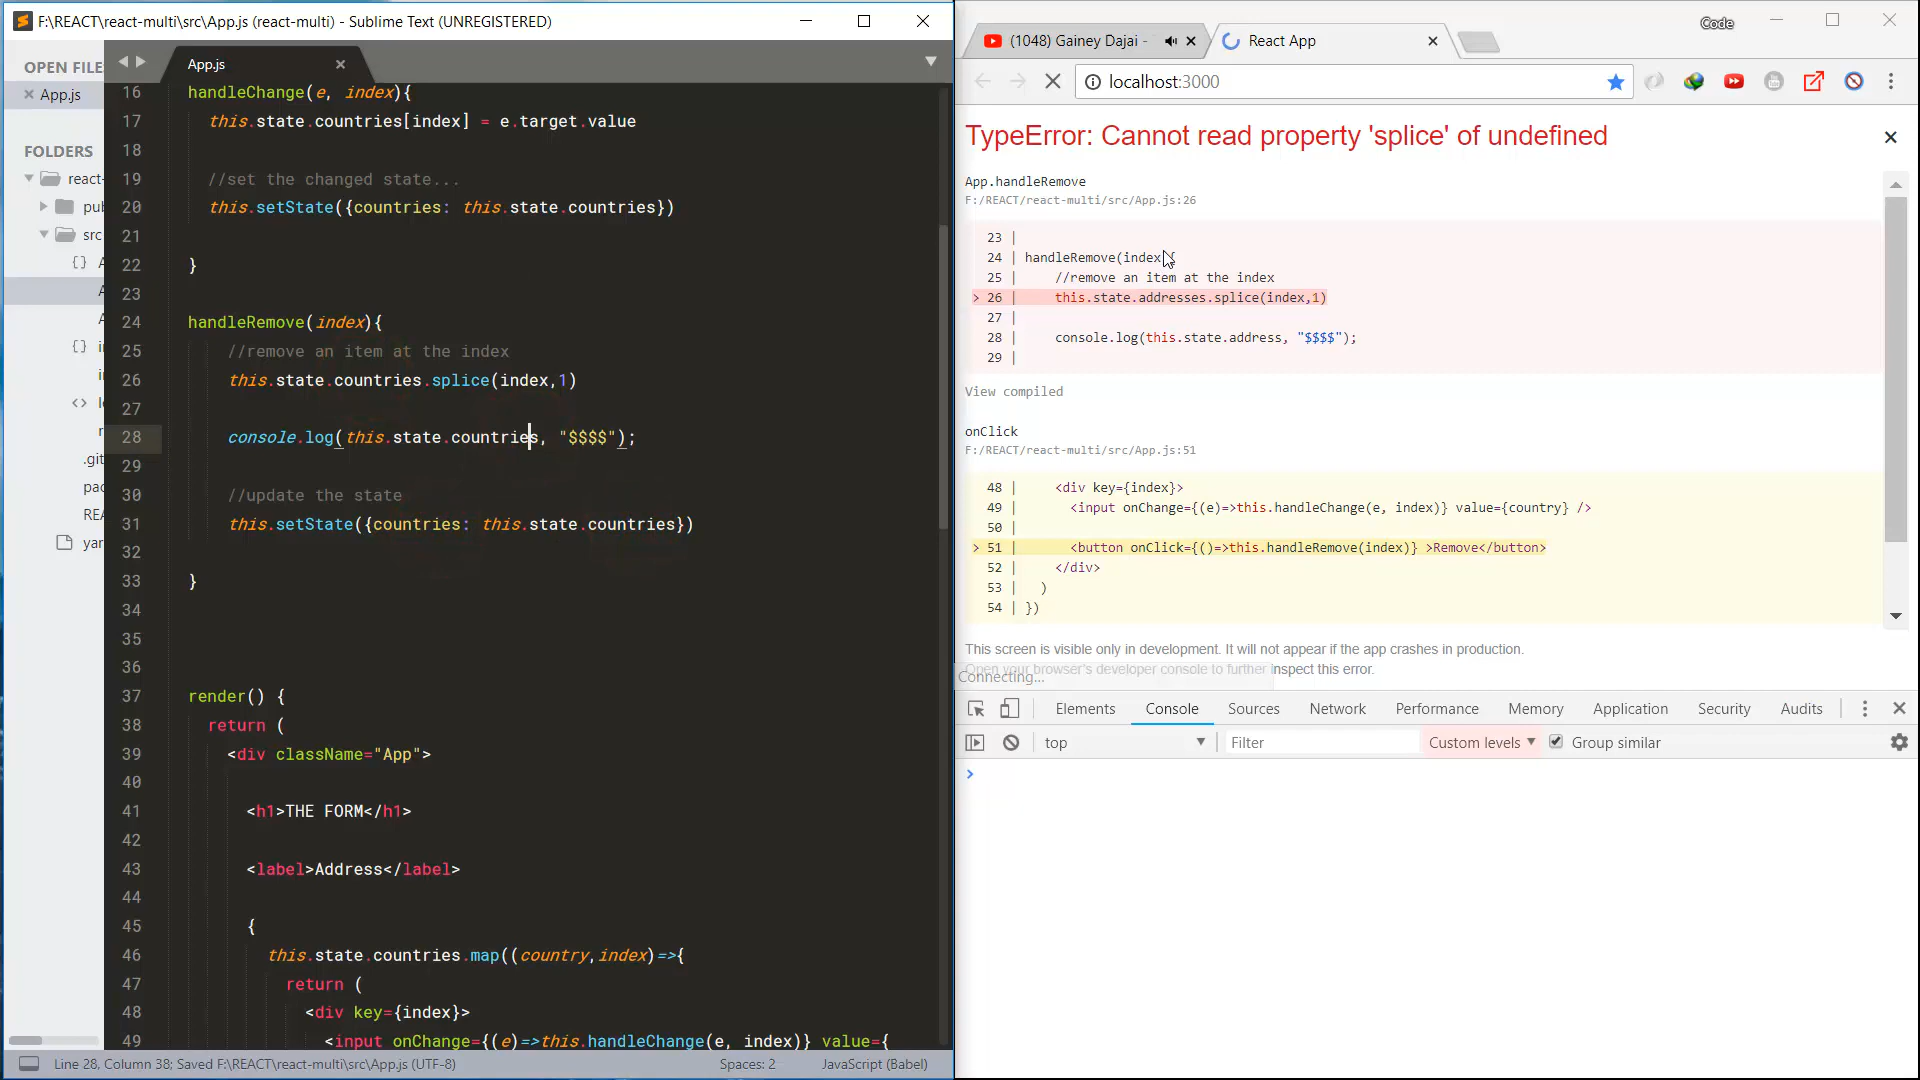 F:\REACT\react-multi\src\App.js (react-multi) - Sublime Text (UNREGISTERED)
OPEN FILE
App.js
FOLDERS
react-
pub
src
.git
pac
REA
yar
App.js
16 handleChange(e, index){
17 this.state.countries[index] = e.target.value
18
19 //set the changed state...
20 this.setState({countries: this.state.countries})
21
22 }
23
24 handleRemove(index){
25 //remove an item at the index
26 this.state.countries.splice(index,1)
27
28 console.log(this.state.countries, "$$$$");
29
30 //update the state
31 this.setState({countries: this.state.countries})
32
33 }
34
35
36
37 render() {
38 return (
39 <div className="App">
40
41 <h1>THE FORM</h1>
42
43 <label>Address</label>
44
45 {
46 this.state.countries.map((country,index)=>{
47 return (
48 <div key={index}>
49 <input onChange={(e)=>this.handleChange(e, index)} value={
Line 28, Column 38; Saved F:\REACT\react-multi\src\App.js (UTF-8)
Spaces: 2
JavaScript (Babel)
Code
(1048) Gainey Dajai -
React App
localhost:3000
TypeError: Cannot read property 'splice' of undefined
App.handleRemove
F:/REACT/react-multi/src/App.js:26
23 |
24 | handleRemove(index){
25 | //remove an item at the index
> 26 | this.state.addresses.splice(index,1)
27 |
28 | console.log(this.state.address, "$$$$");
29 |
View compiled
onClick
F:/REACT/react-multi/src/App.js:51
48 | <div key={index}>
49 | <input onChange={(e)=>this.handleChange(e, index)} value={country} />
50 |
> 51 | <button onClick={()=>this.handleRemove(index)} >Remove</button>
52 | </div>
53 | )
54 | })
This screen is visible only in development. It will not appear if the app crashes in production.
Open your browser's developer console to further inspect this error.
Connecting...
Elements Console Sources Network Performance Memory Application Security Audits
top
Filter
Custom levels
Group similar